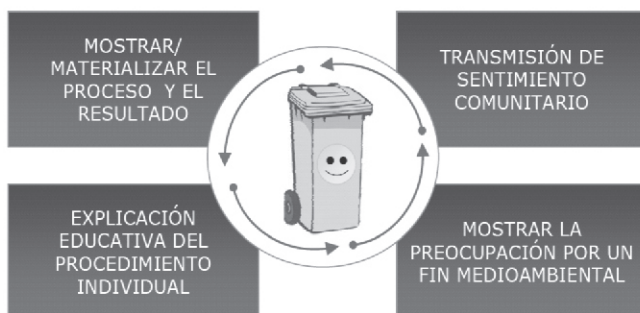 MOSTRAR/
MATERIALIZAR EL
PROCESO Y EL
RESULTADO
TRANSMISIÓN DE
SENTIMIENTO
COMUNITARIO
EXPLICACIÓN
EDUCATIVA DEL
PROCEDIMIENTO
INDIVIDUAL
MOSTRAR LA
PREOCUPACIÓN POR UN
FIN MEDIOAMBIENTAL